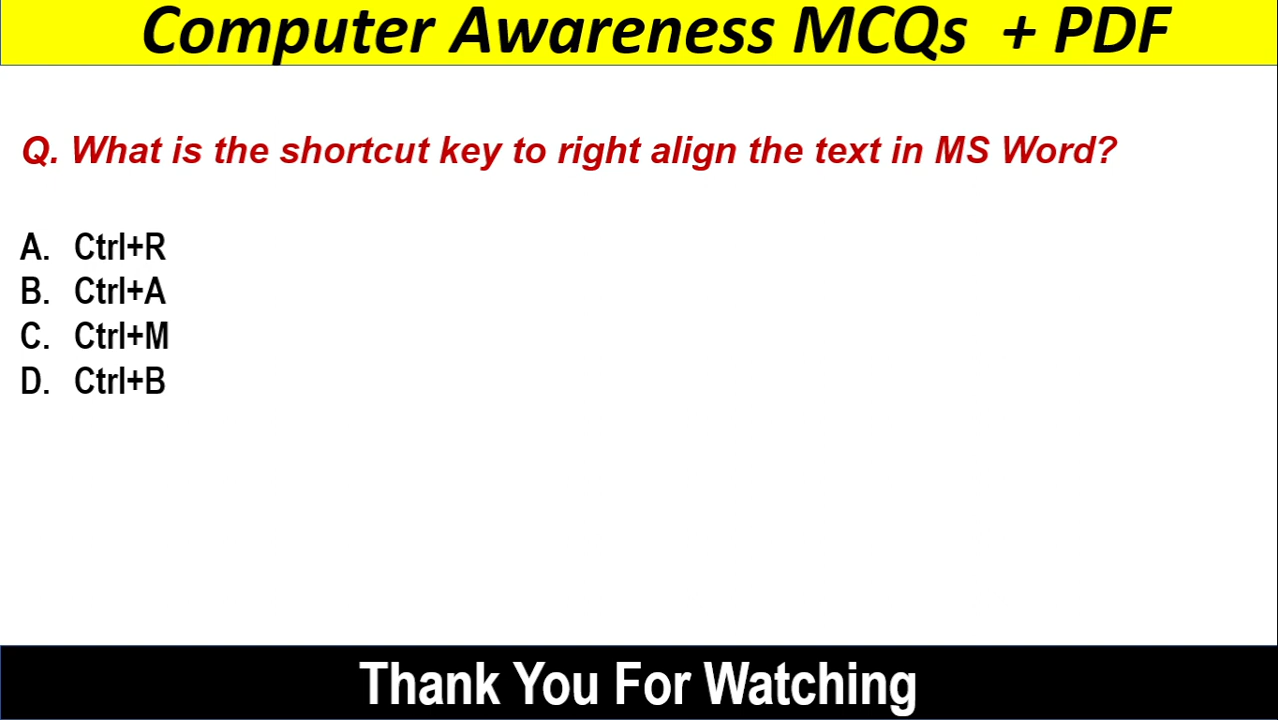 Computer Awareness MCQs + PDF
Q. What is the shortcut key to right align the text in MS Word?
A. Ctrl+R
B. Ctrl+A
C. Ctrl+M
D. Ctrl+B
Thank You For Watching